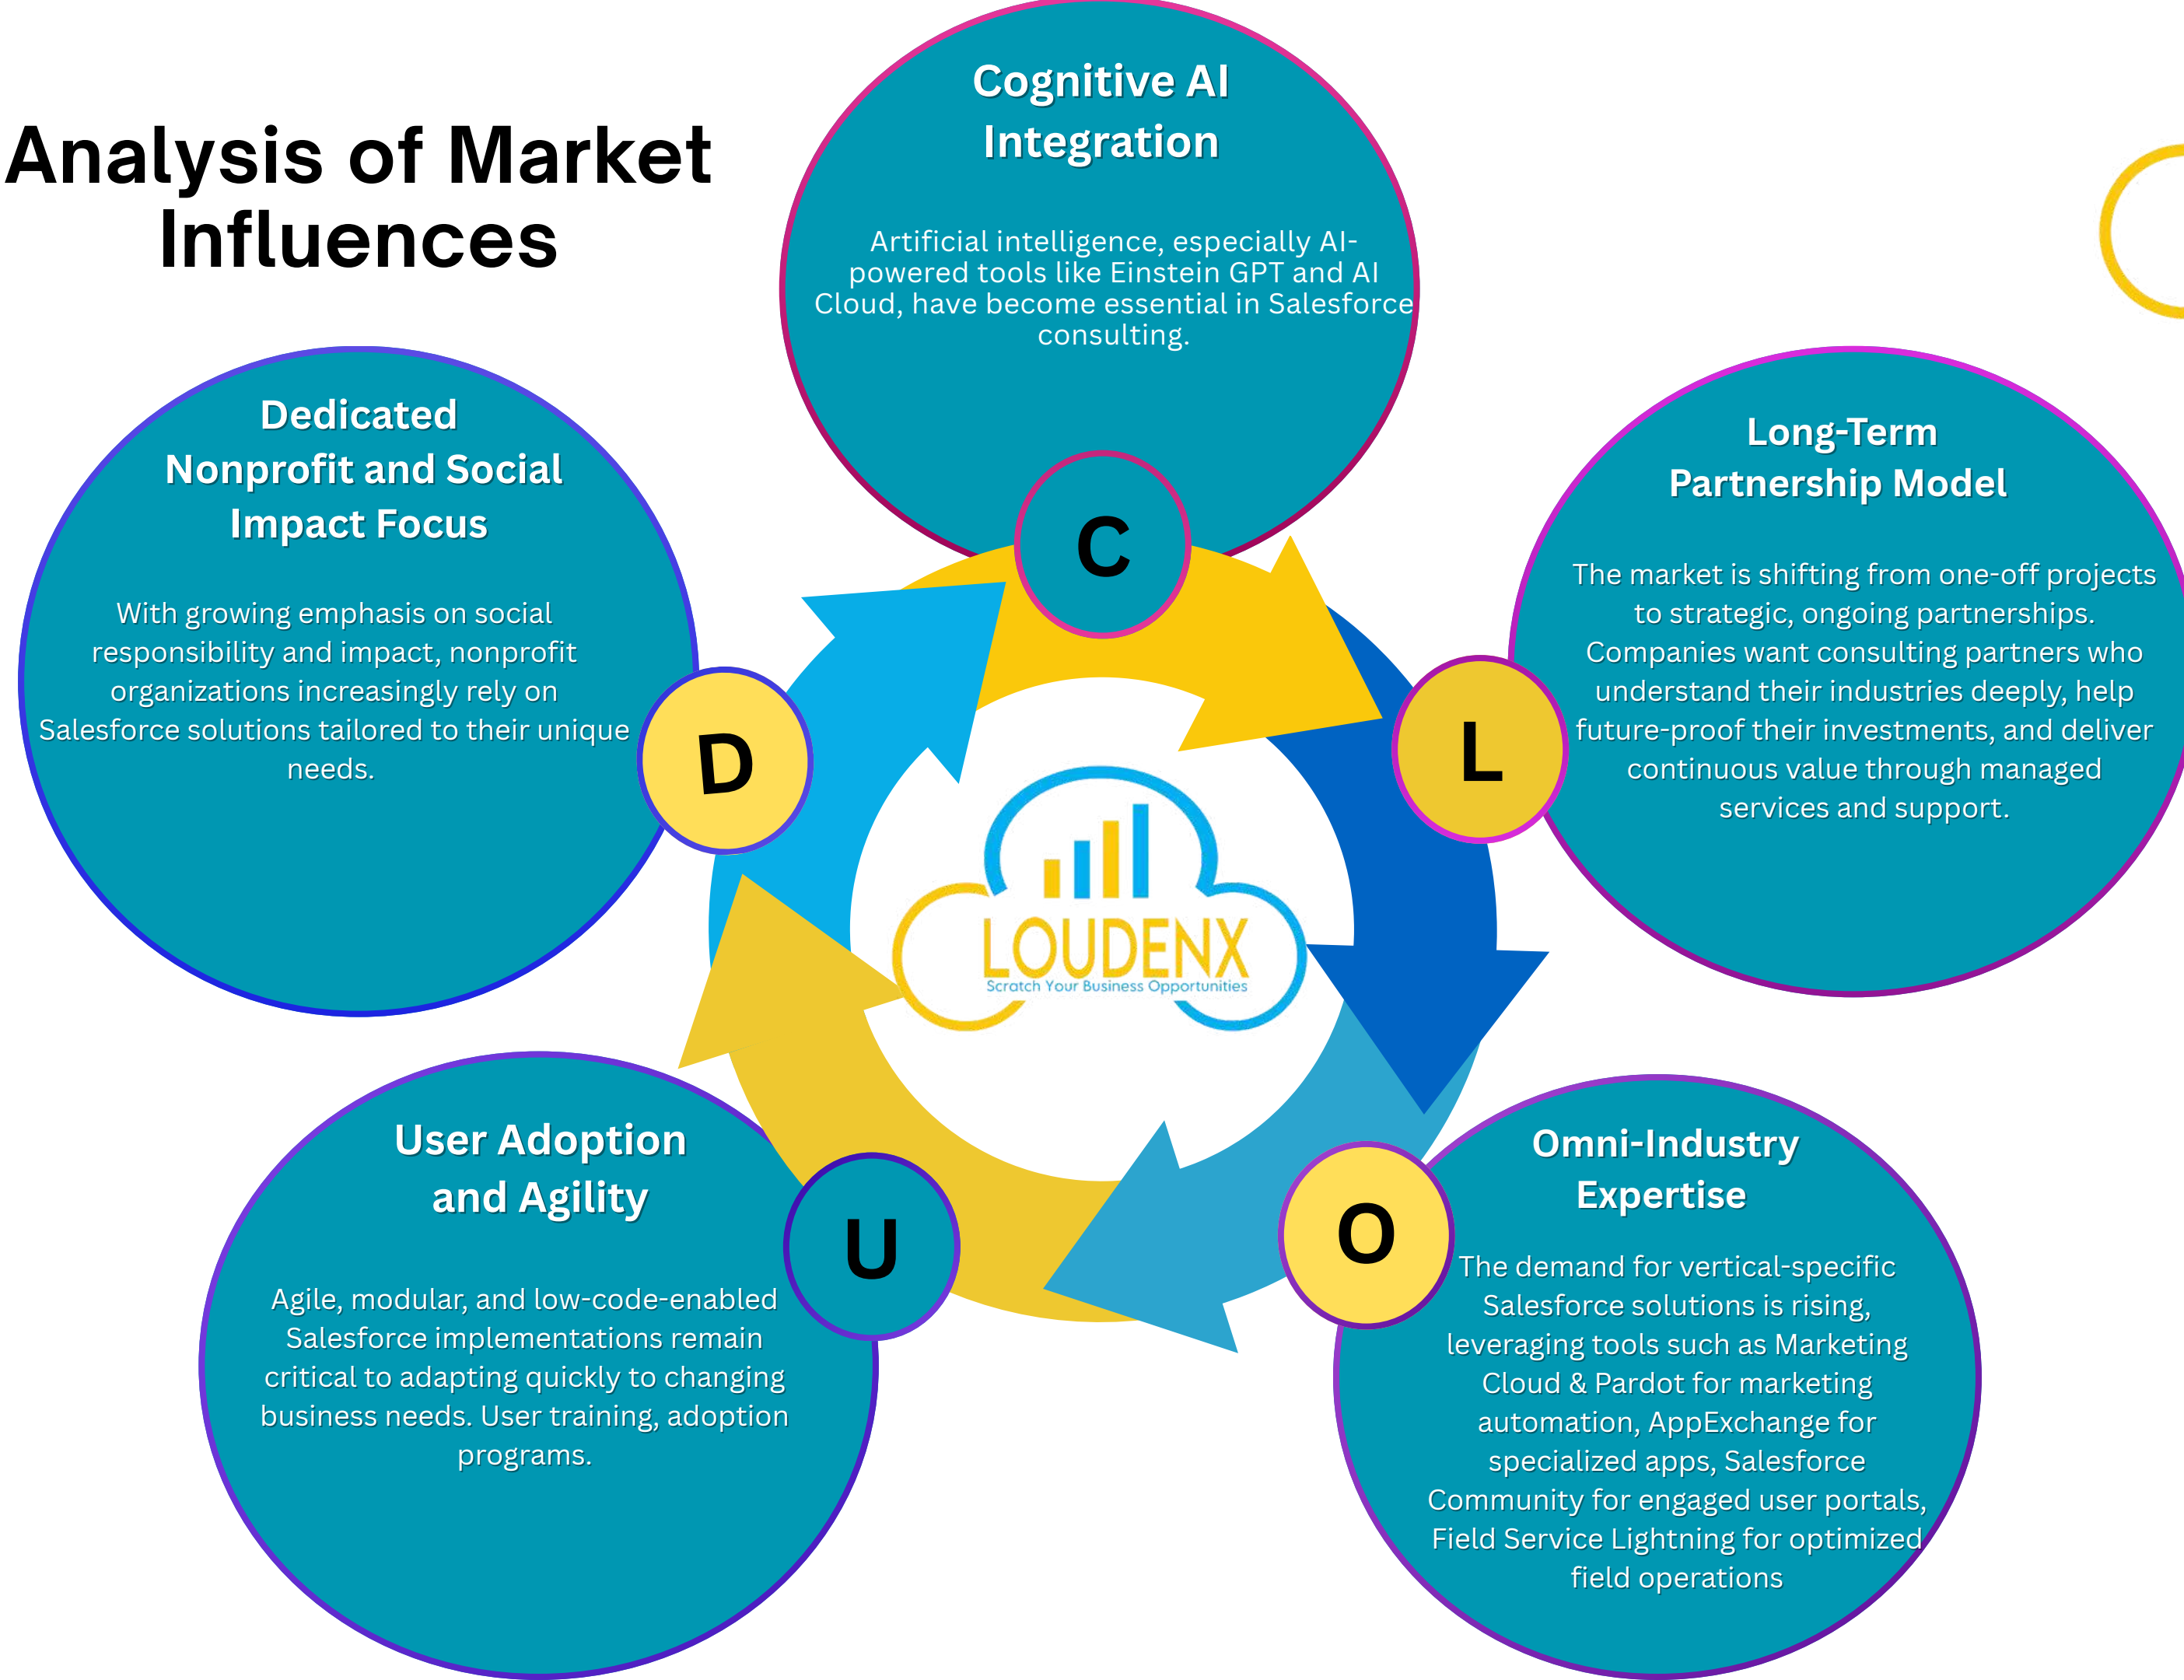 Analysis of Market
Influences
Cognitive AI
Integration
Artificial intelligence, especially AI-
powered tools like Einstein GPT and AI
Cloud, have become essential in Salesforce
consulting.
C
Long-Term
Partnership Model
The market is shifting from one-off projects
to strategic, ongoing partnerships.
Companies want consulting partners who
understand their industries deeply, help
future-proof their investments, and deliver
continuous value through managed
services and support.
L
Omni-Industry
Expertise
The demand for vertical-specific
Salesforce solutions is rising,
leveraging tools such as Marketing
Cloud & Pardot for marketing
automation, AppExchange for
specialized apps, Salesforce
Community for engaged user portals,
Field Service Lightning for optimized
field operations
O
User Adoption
and Agility
Agile, modular, and low-code-enabled
Salesforce implementations remain
critical to adapting quickly to changing
business needs. User training, adoption
programs.
U
Dedicated
Nonprofit and Social
Impact Focus
With growing emphasis on social
responsibility and impact, nonprofit
organizations increasingly rely on
Salesforce solutions tailored to their unique
needs.
D
LOUDENX
Scratch Your Business Opportunities